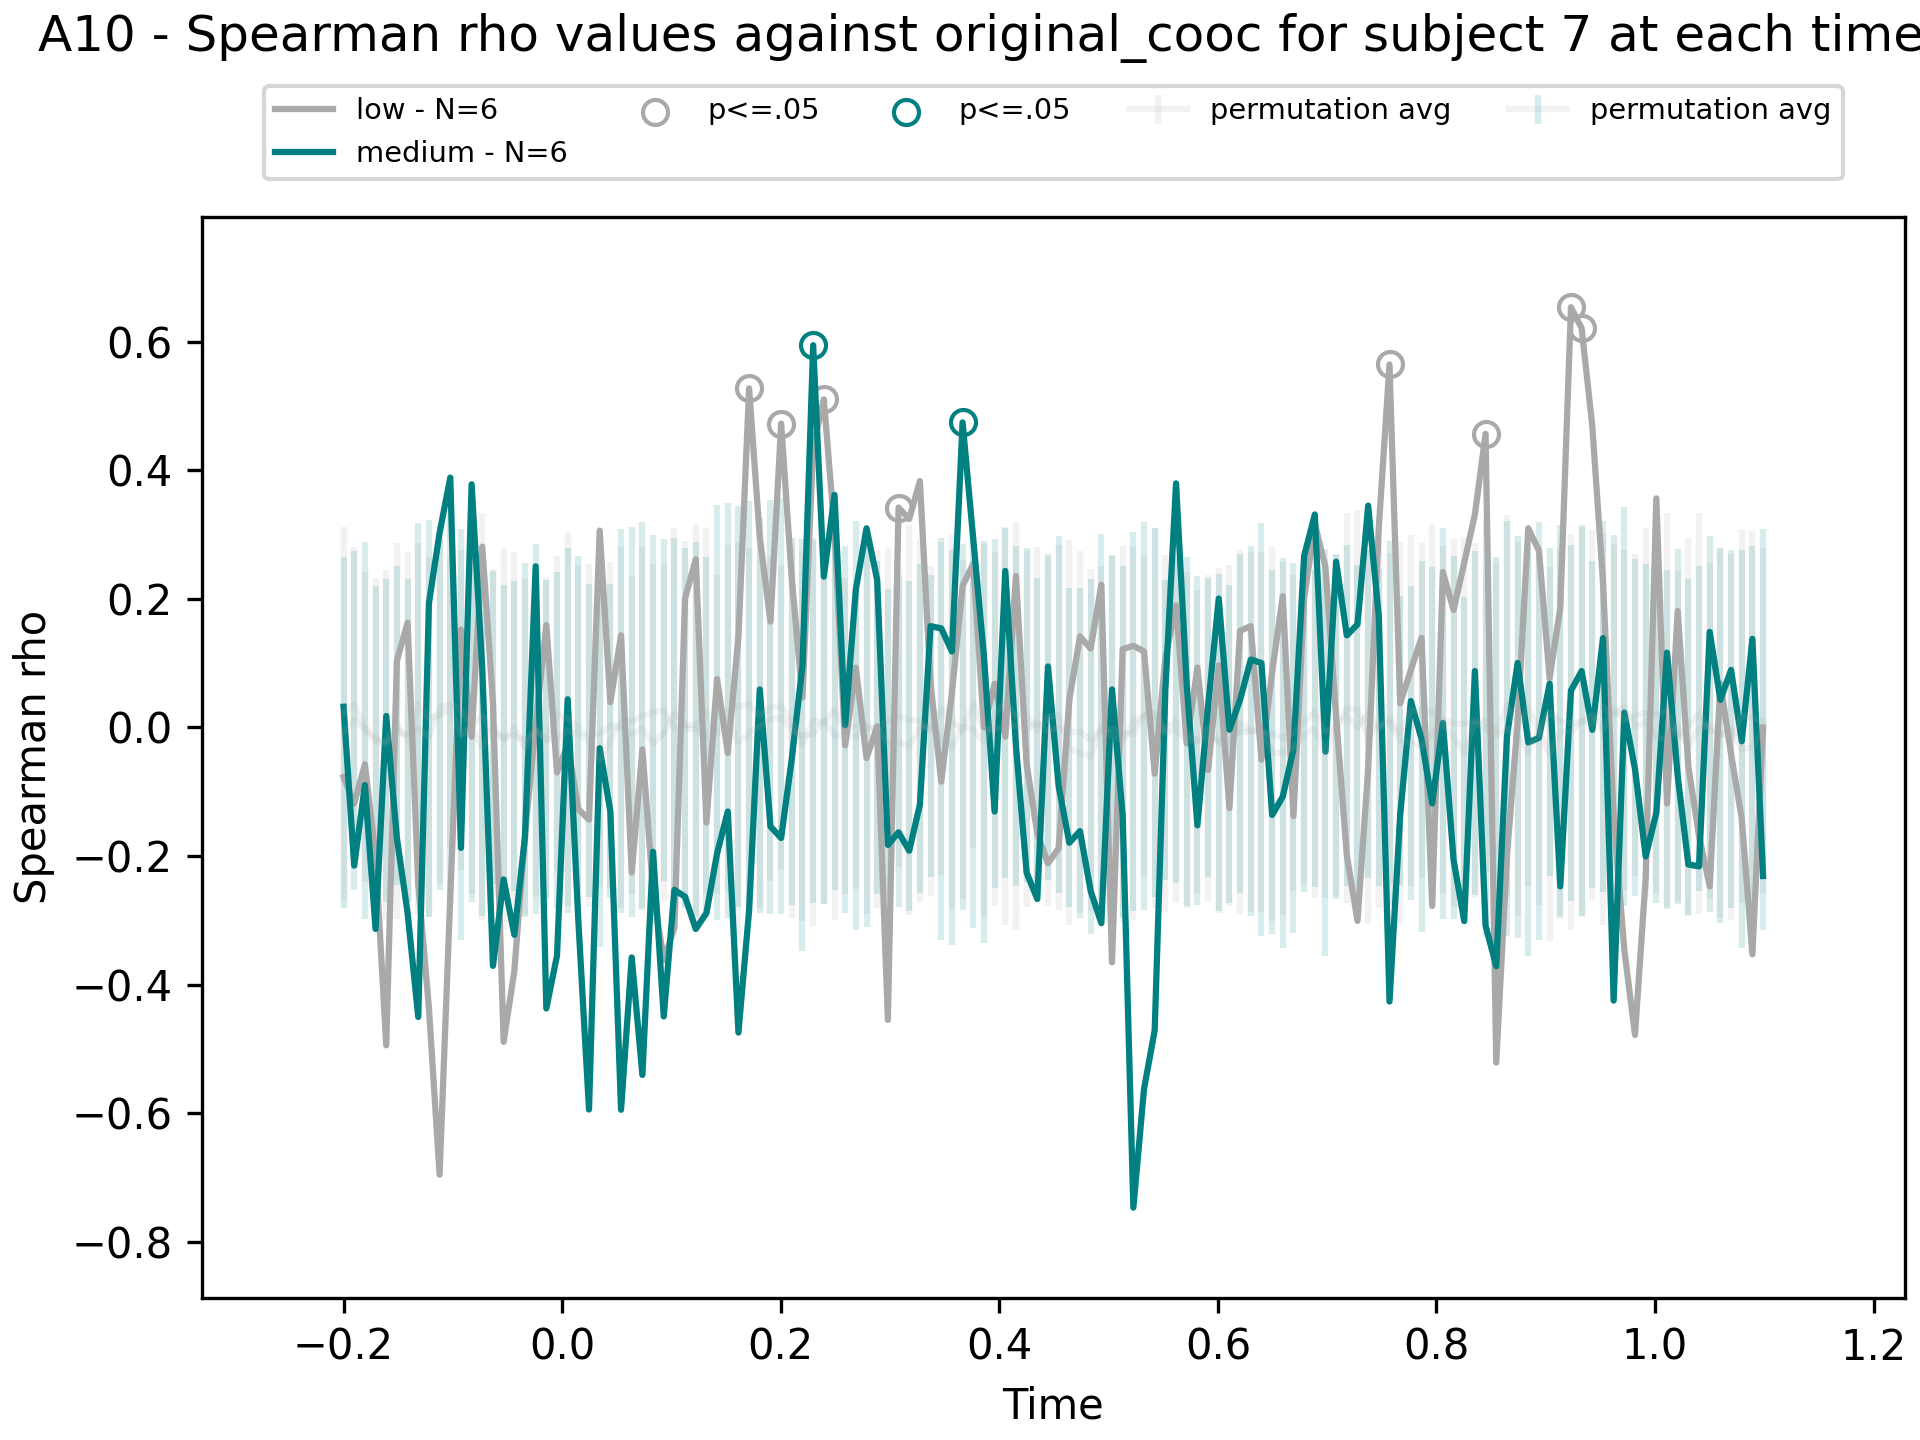 A10 - Spearman rho values against original_cooc for subject 7 at each time
low - N=6
medium - N=6
p<=.05
p<=.05
permutation avg
permutation avg
Spearman rho
0.6
0.4
0.2
0.0
−0.2
−0.4
−0.6
−0.8
−0.2
0.0
0.2
0.4
0.6
0.8
1.0
1.2
Time